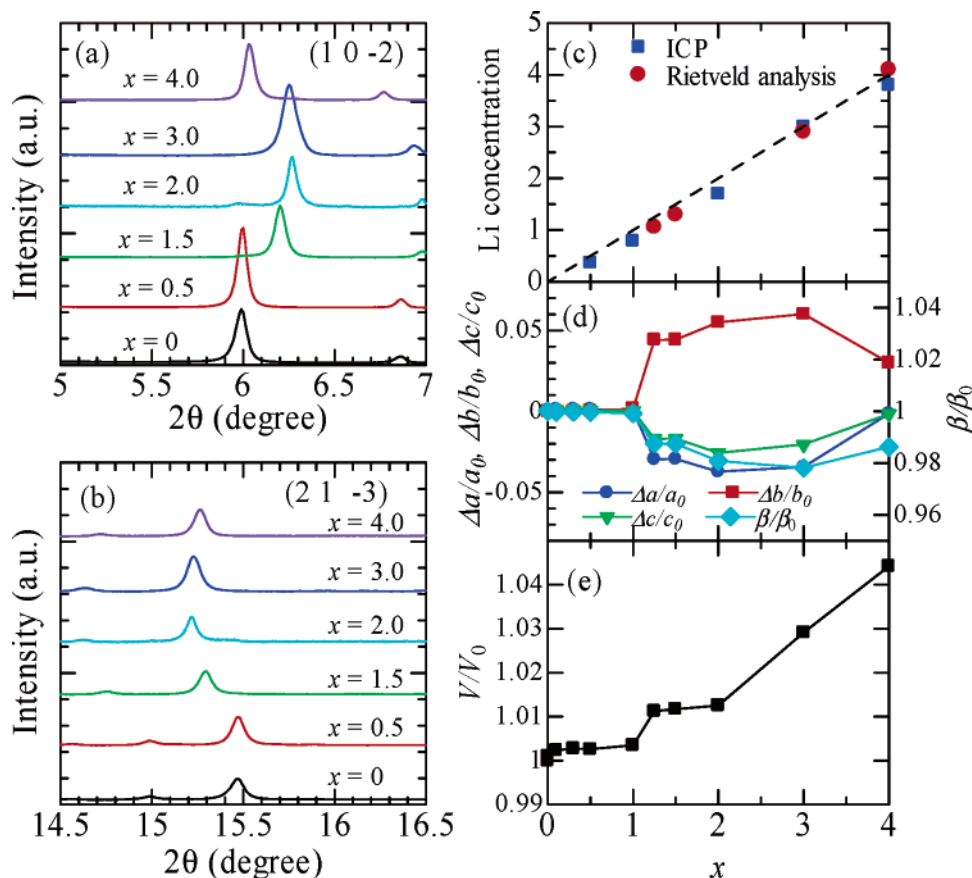 (a)
(1 0 -2)
x = 4.0
x = 3.0
x = 2.0
x = 1.5
x = 0.5
x = 0
Intensity (a.u.)
5 5.5 6 6.5 7
2θ (degree)
(b)
(2 1 -3)
x = 4.0
x = 3.0
x = 2.0
x = 1.5
x = 0.5
x = 0
Intensity (a.u.)
14.5 15 15.5 16 16.5
2θ (degree)
(c)
ICP
Rietveld analysis
Li concentration
5
4
3
2
1
0
(d)
Δa/a0, Δb/b0, Δc/c0
0.05
0
-0.05
β/β0
1.04
1.02
1
0.98
0.96
Δa/a0 Δb/b0
Δc/c0 β/β0
(e)
V/V0
1.04
1.03
1.02
1.01
1
0.99
0 1 2 3 4
x